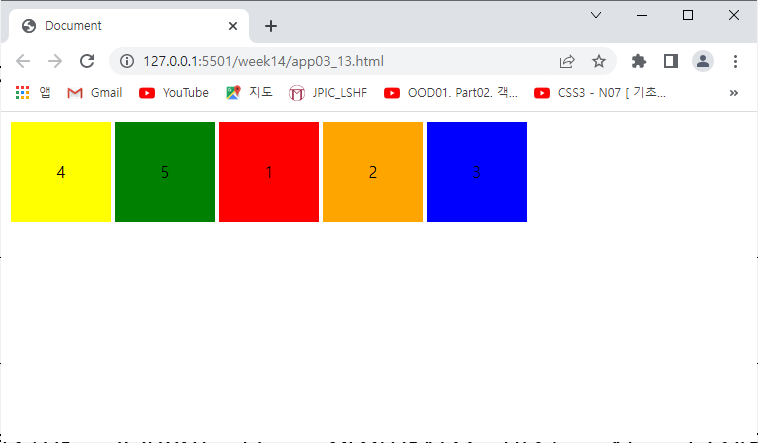 Document
127.0.0.1:5501/week14/app03_13.html
앱 Gmail YouTube 지도 JPIC_LSHF OOD01. Part02. 객... CSS3 - N07 [ 기초... »
4 5 1 2 3